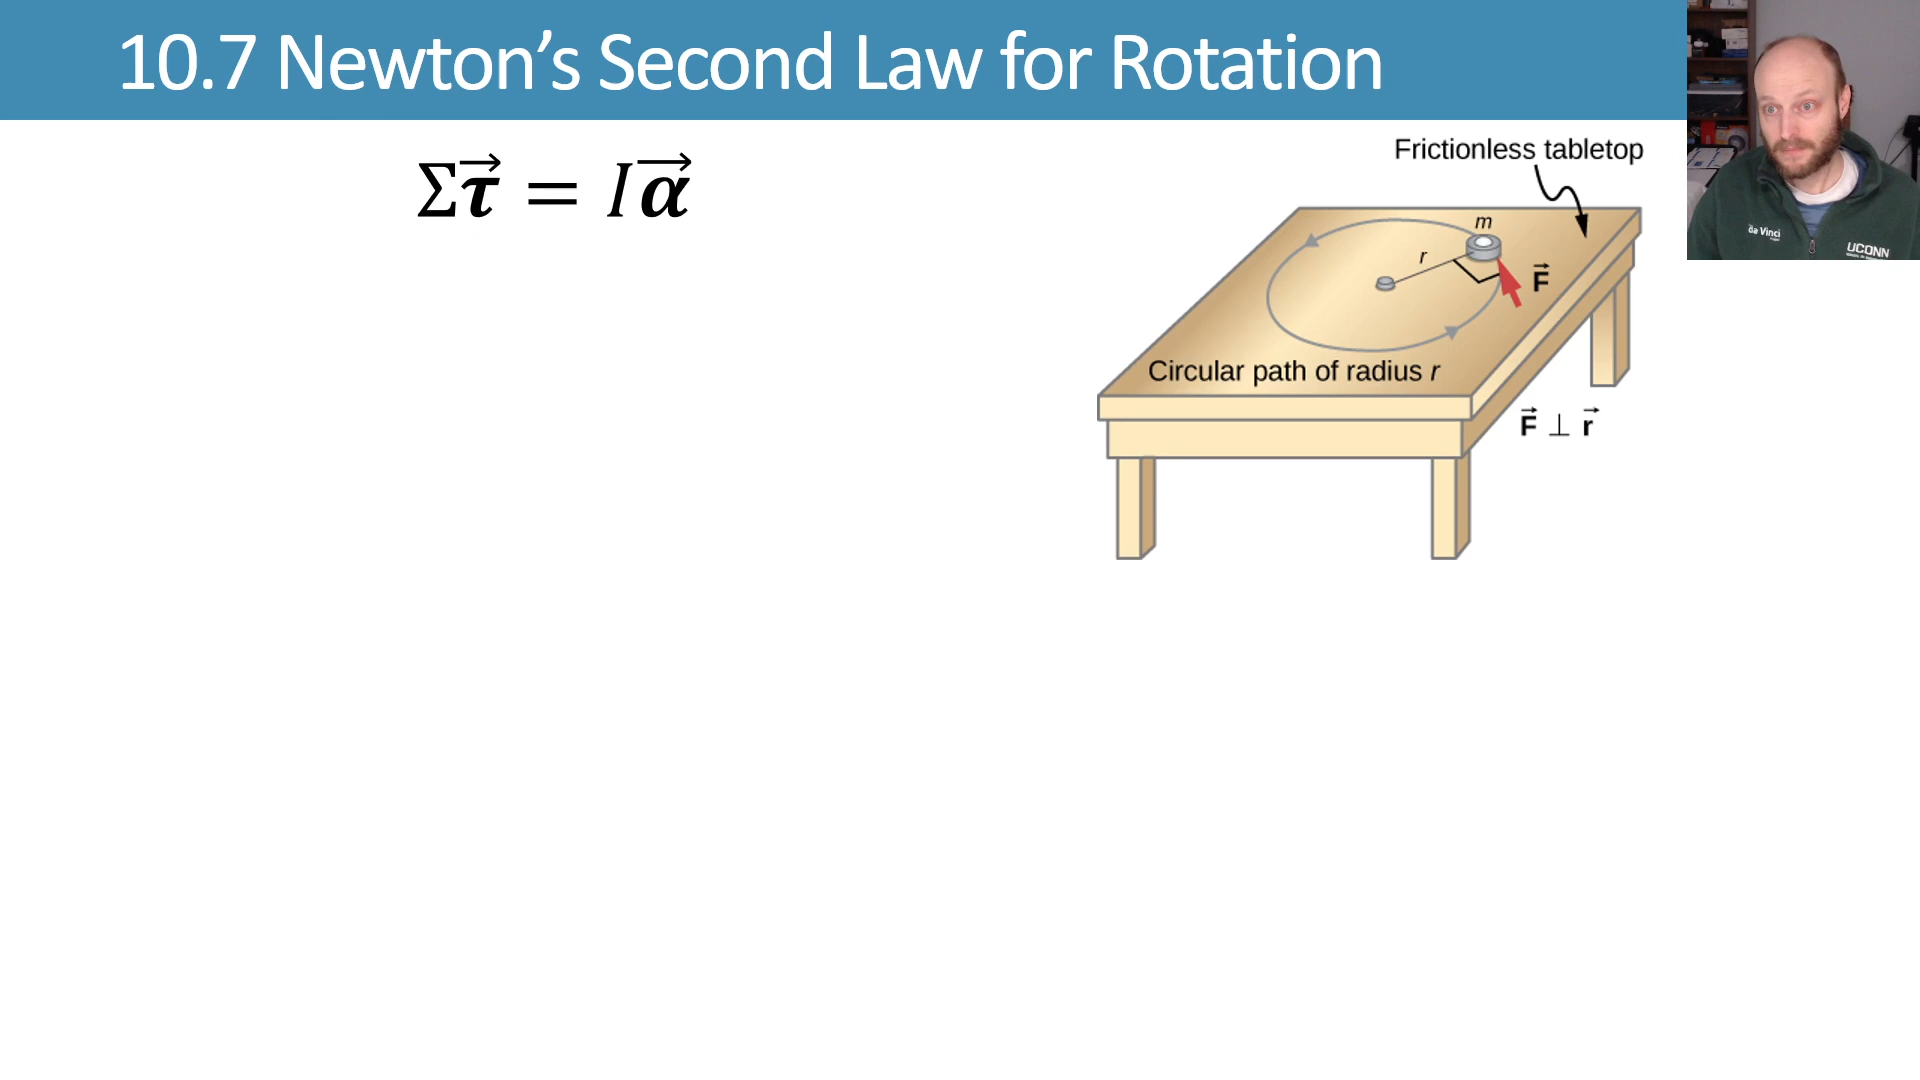 10.7 Newton’s Second Law for Rotation
Σ𝛕⃗ = I𝛂⃗
Frictionless tabletop
m
r
F⃗
Circular path of radius r
F⃗ ⊥ r⃗
da Vinci
UCONN